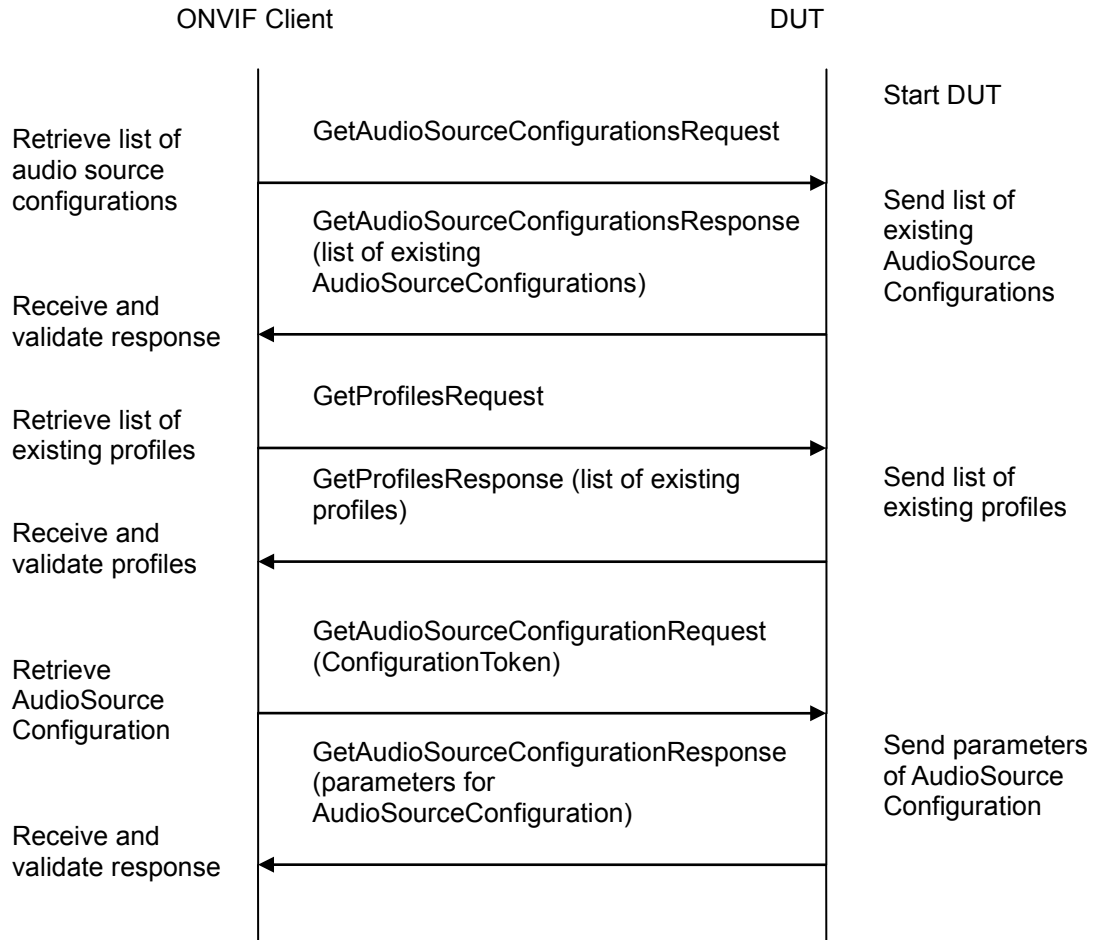 ONVIF Client
DUT
Start DUT
Retrieve list of
audio source
configurations
GetAudioSourceConfigurationsRequest
GetAudioSourceConfigurationsResponse
(list of existing
AudioSourceConfigurations)
Send list of
existing
AudioSource
Configurations
Receive and
validate response
GetProfilesRequest
Retrieve list of
existing profiles
GetProfilesResponse (list of existing
profiles)
Send list of
existing profiles
Receive and
validate profiles
GetAudioSourceConfigurationRequest
(ConfigurationToken)
Retrieve
AudioSource
Configuration
GetAudioSourceConfigurationResponse
(parameters for
AudioSourceConfiguration)
Send parameters
of AudioSource
Configuration
Receive and
validate response